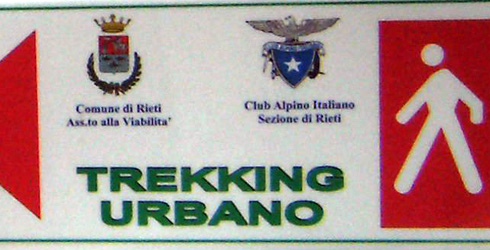 Comune di Rieti
Ass.to alla Viabilita'
Club Alpino Italiano
Sezione di Rieti
TREKKING
URBANO